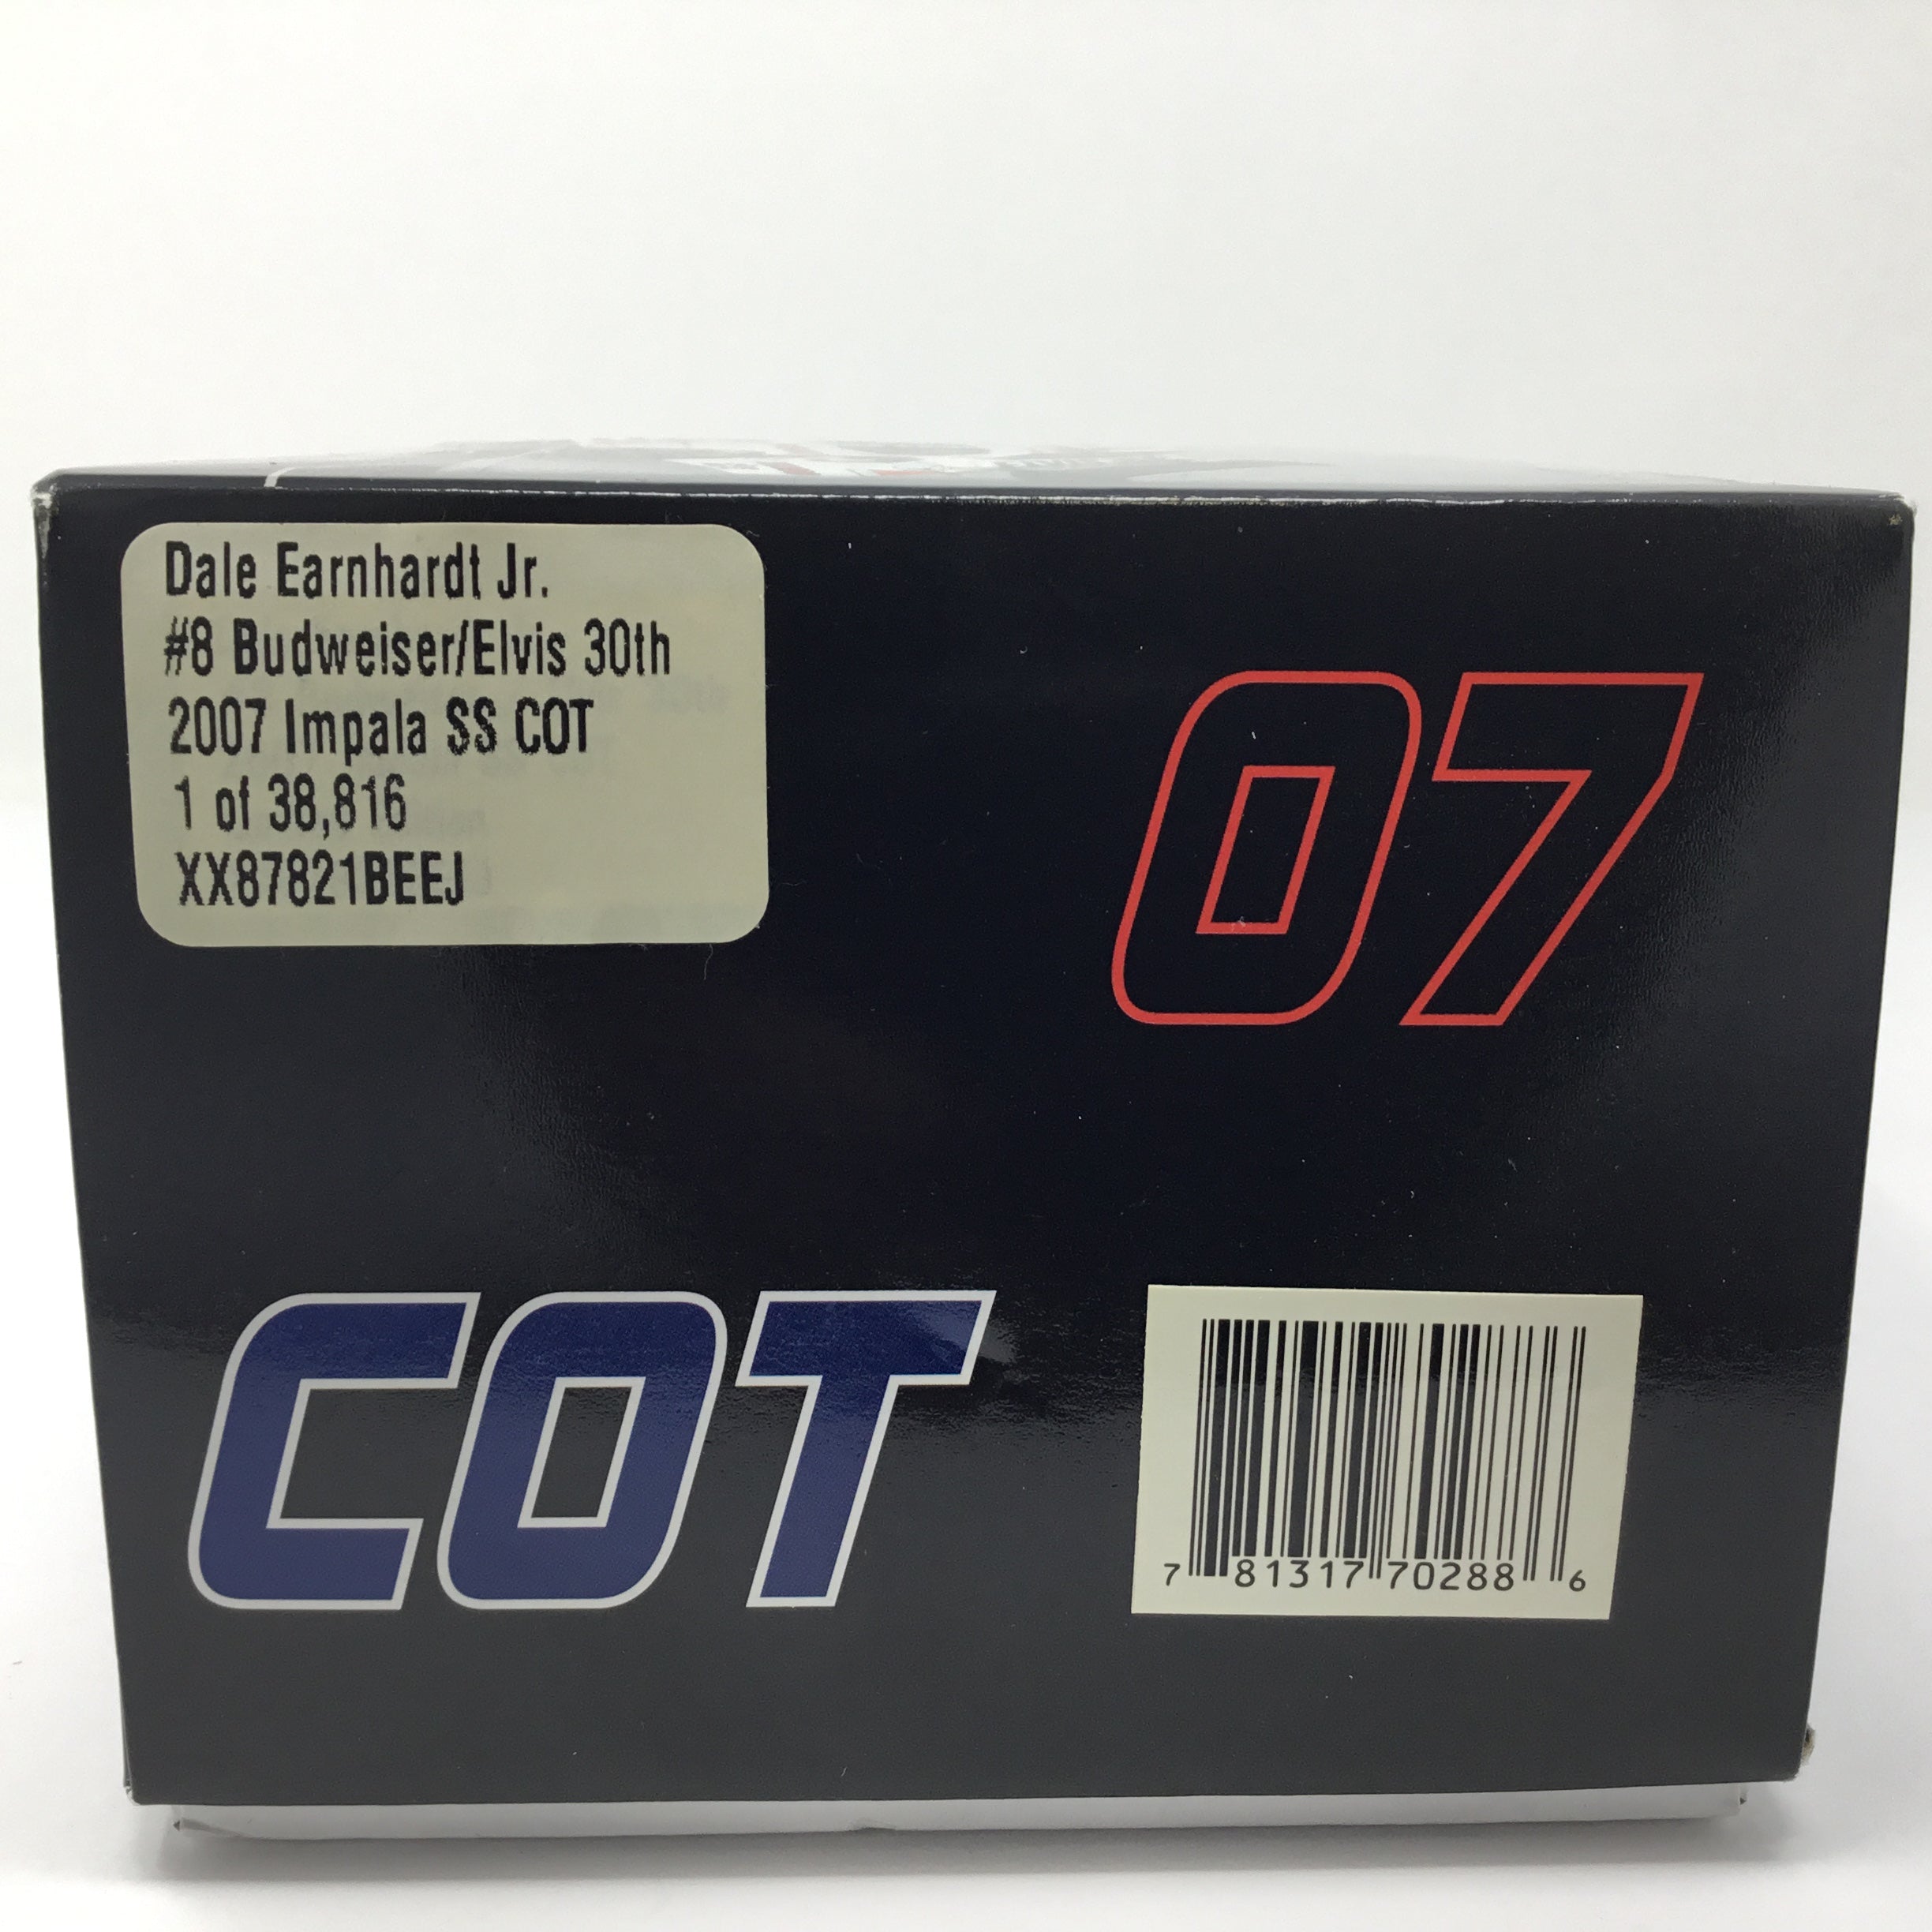 Dale Earnhardt Jr.
#8 Budweiser/Elvis 30th
2007 Impala SS COT
1 of 38,816
XX87821BEEJ
07
COT
7 81317 70288 6